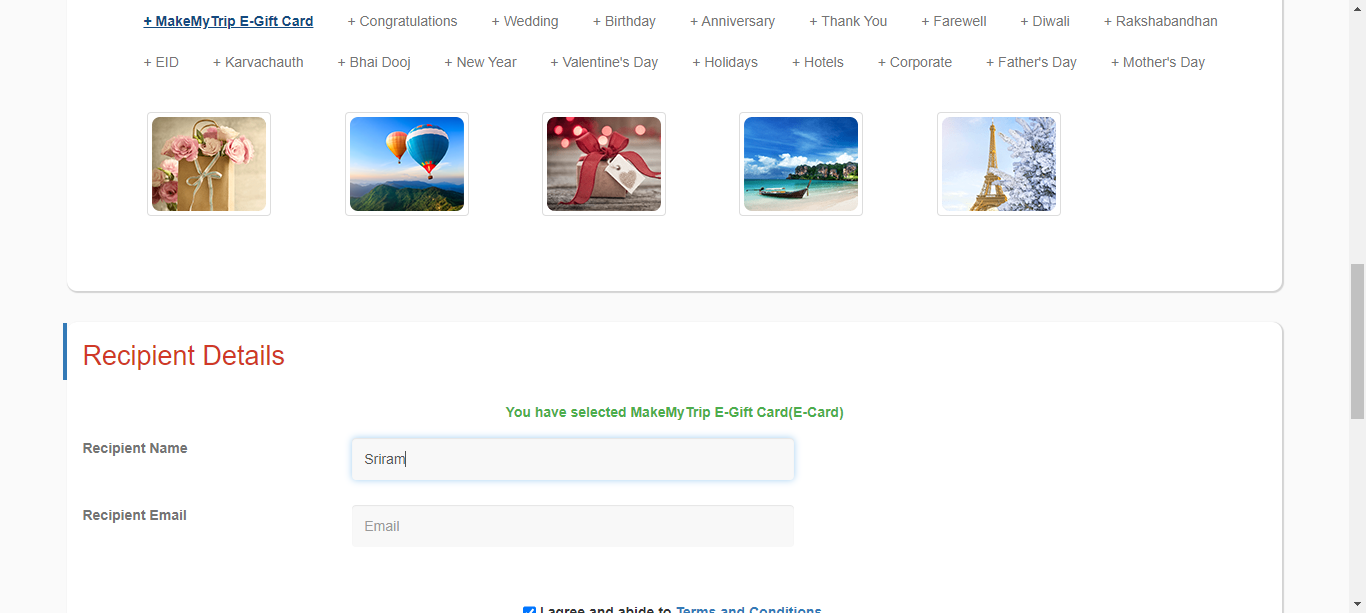 + MakeMyTrip E-Gift Card + Congratulations + Wedding + Birthday + Anniversary + Thank You + Farewell + Diwali + Rakshabandhan
+ EID + Karvachauth + Bhai Dooj + New Year + Valentine's Day + Holidays + Hotels + Corporate + Father's Day + Mother's Day
Recipient Details
You have selected MakeMyTrip E-Gift Card(E-Card)
Recipient Name Sriram
Recipient Email Email
I agree and abide to Terms and Conditions